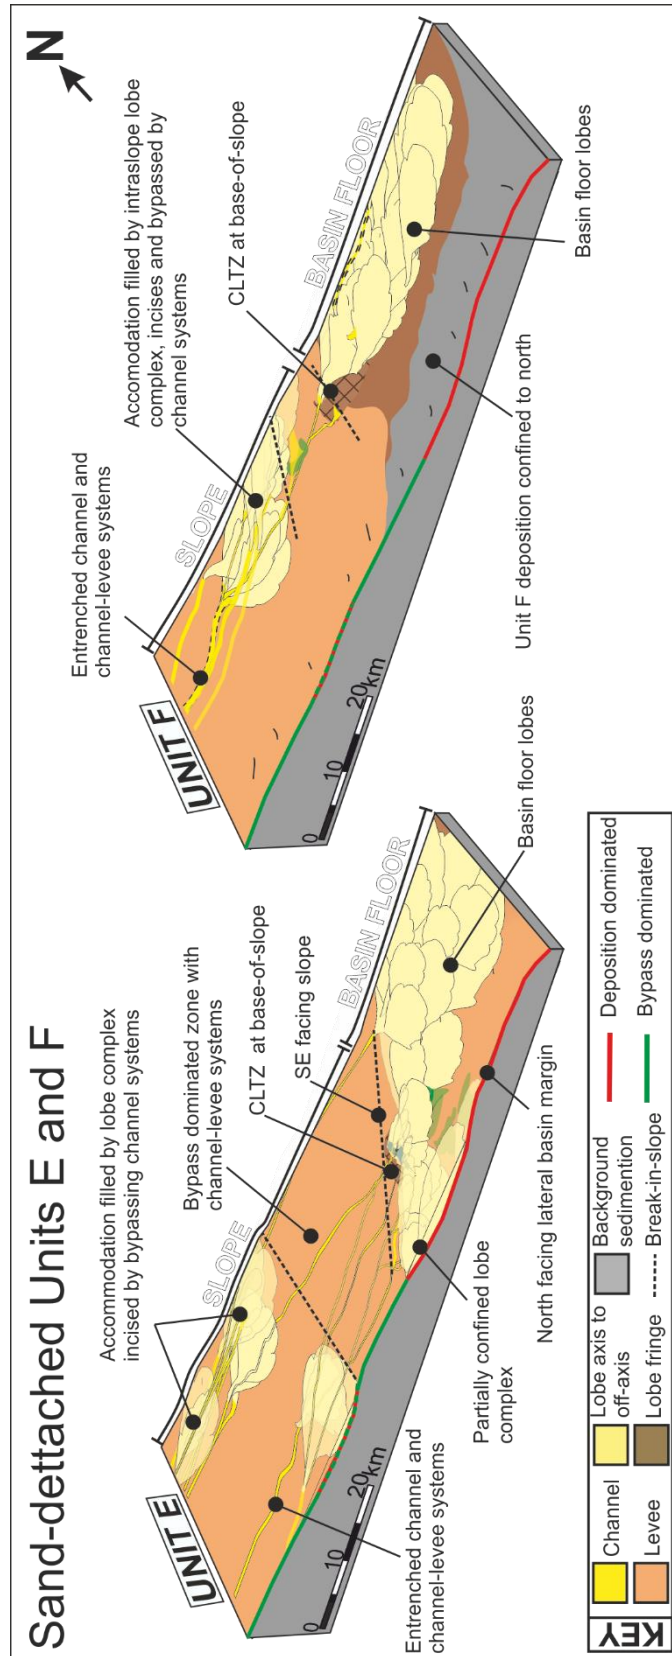 Sand-dettached Units E and F
N
UNIT E
SLOPE
BASIN FLOOR
Accommodation filled by lobe complex
incised by bypassing channel systems
Bypass dominated zone with
channel-levee systems
CLTZ at base-of-slope
SE facing slope
Entrenched channel and
channel-levee systems
Partially confined lobe
complex
North facing lateral basin margin
Basin floor lobes
0 10 20km
UNIT F
SLOPE
BASIN FLOOR
Entrenched channel and
channel-levee systems
Accomodation filled by intraslope lobe
complex, incises and bypassed by
channel systems
CLTZ at base-of-slope
Unit F deposition confined to north
Basin floor lobes
0 10 20km
KEY
Channel
Levee
Lobe axis to
off-axis
Lobe fringe
Background
sedimention
Break-in-slope
Deposition dominated
Bypass dominated